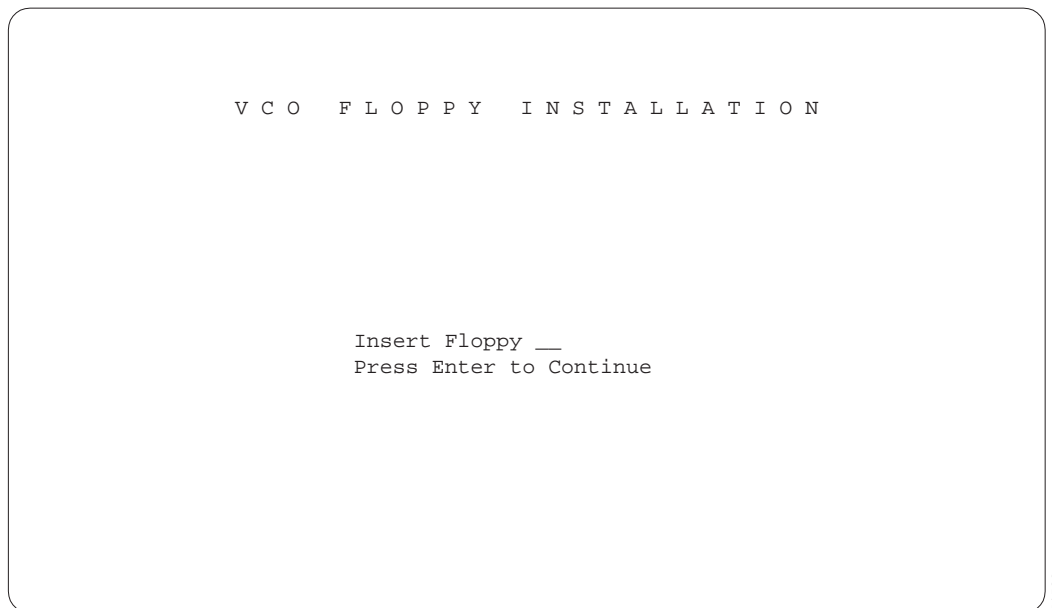 V C O   F L O P P Y   I N S T A L L A T I O N
Insert Floppy __
Press Enter to Continue